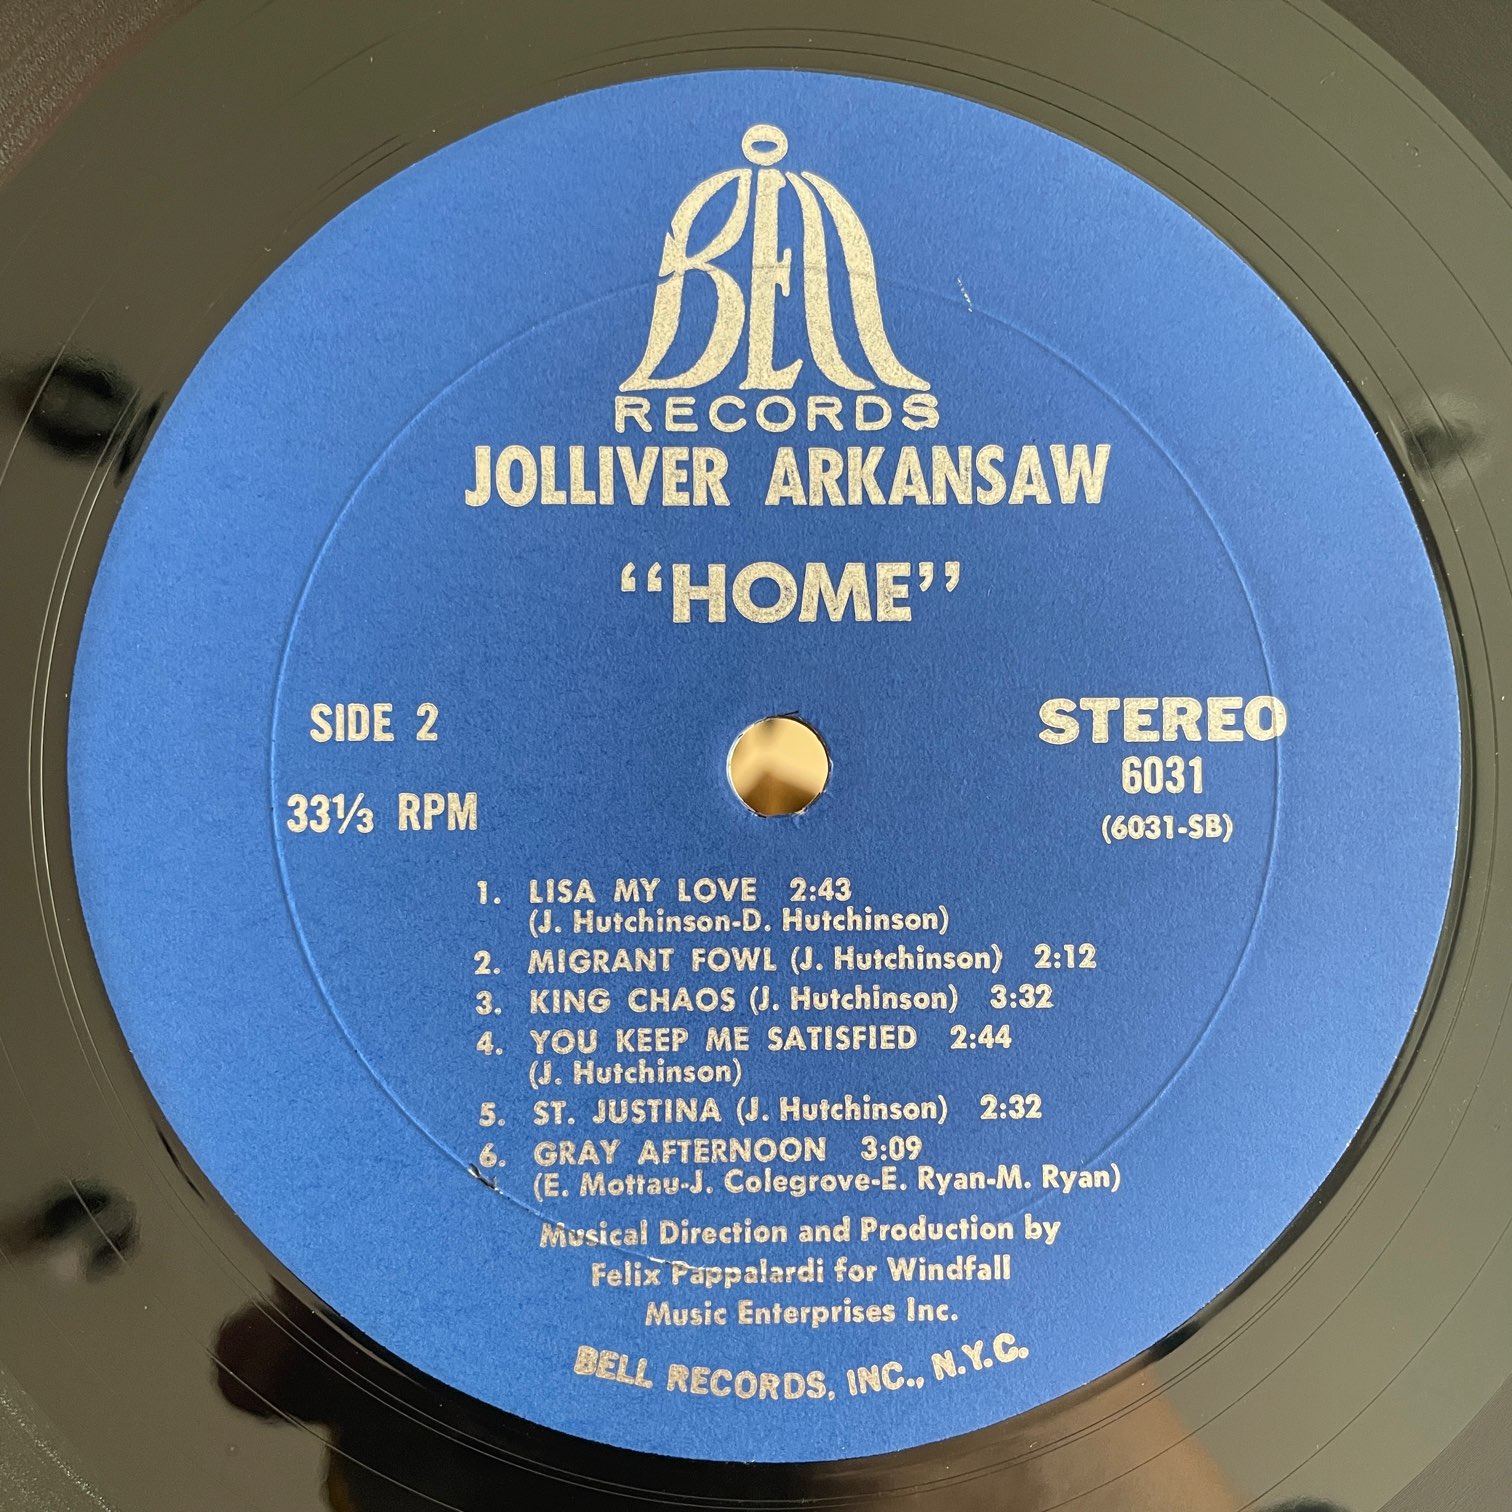 BELL
RECORDS
JOLLIVER ARKANSAW
“HOME”
SIDE 2
STEREO
6031
33⅓ RPM
(6031-SB)
1. LISA MY LOVE 2:43
(J. Hutchinson-D. Hutchinson)
2. MIGRANT FOWL (J. Hutchinson) 2:12
3. KING CHAOS (J. Hutchinson) 3:32
4. YOU KEEP ME SATISFIED 2:44
(J. Hutchinson)
5. ST. JUSTINA (J. Hutchinson) 2:32
6. GRAY AFTERNOON 3:09
(E. Mottau-J. Colegrove-E. Ryan-M. Ryan)
Musical Direction and Production by
Felix Pappalardi for Windfall
Music Enterprises Inc.
BELL RECORDS, INC., N.Y.C.